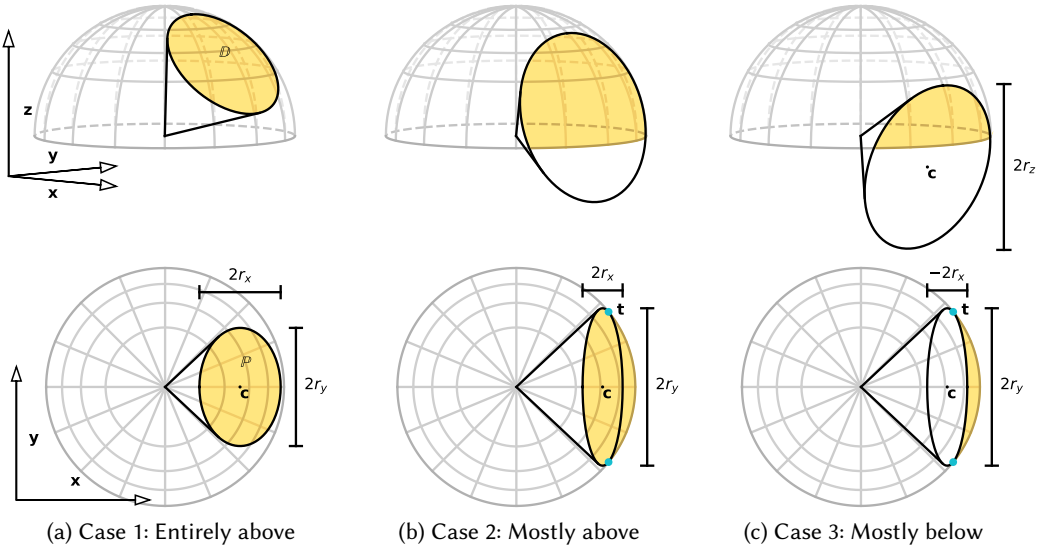 𝔻
z
y
x
c
2r_z
2r_x
2r_x
−2r_x
t
t
ℙ
c
2r_y
c
2r_y
c
2r_y
y
x
(a) Case 1: Entirely above
(b) Case 2: Mostly above
(c) Case 3: Mostly below